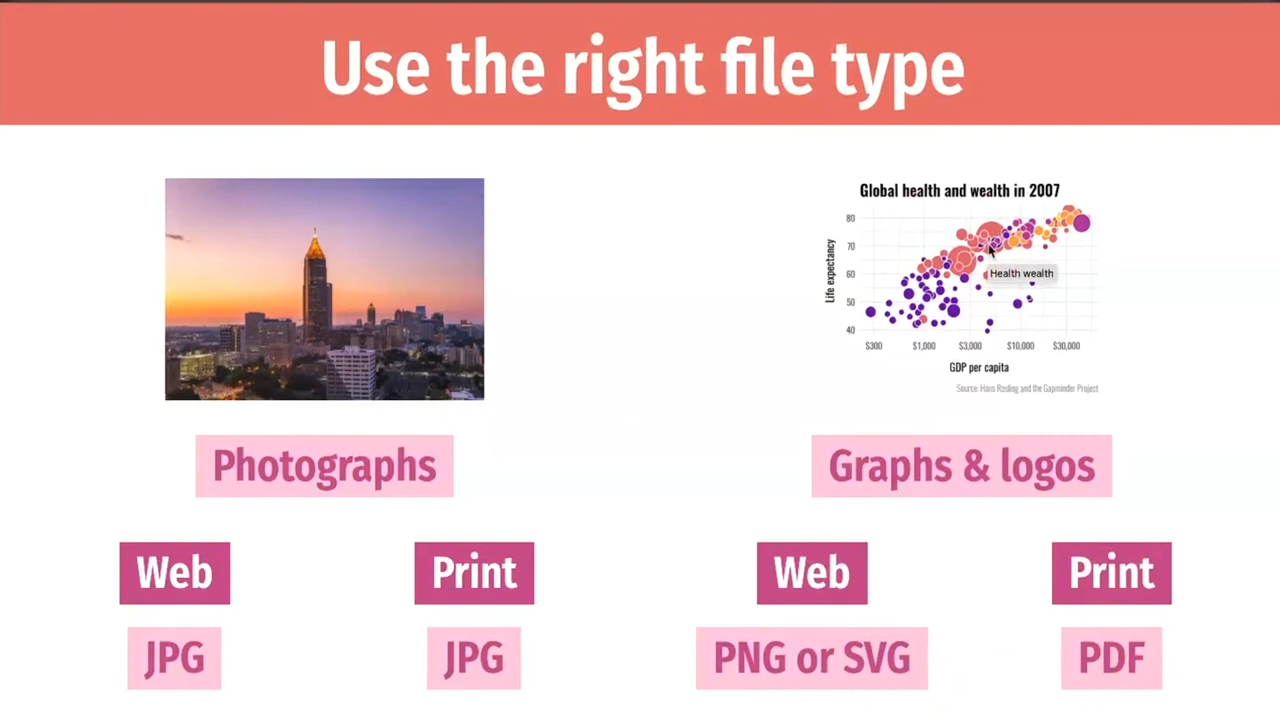 Use the right file type
Global health and wealth in 2007
80
70
60
50
40
Life expectancy
Health wealth
$300 $1,000 $3,000 $10,000 $30,000
GDP per capita
Source: Hans Rosling and the Gapminder Project
Photographs
Graphs & logos
Web
Print
Web
Print
JPG
JPG
PNG or SVG
PDF